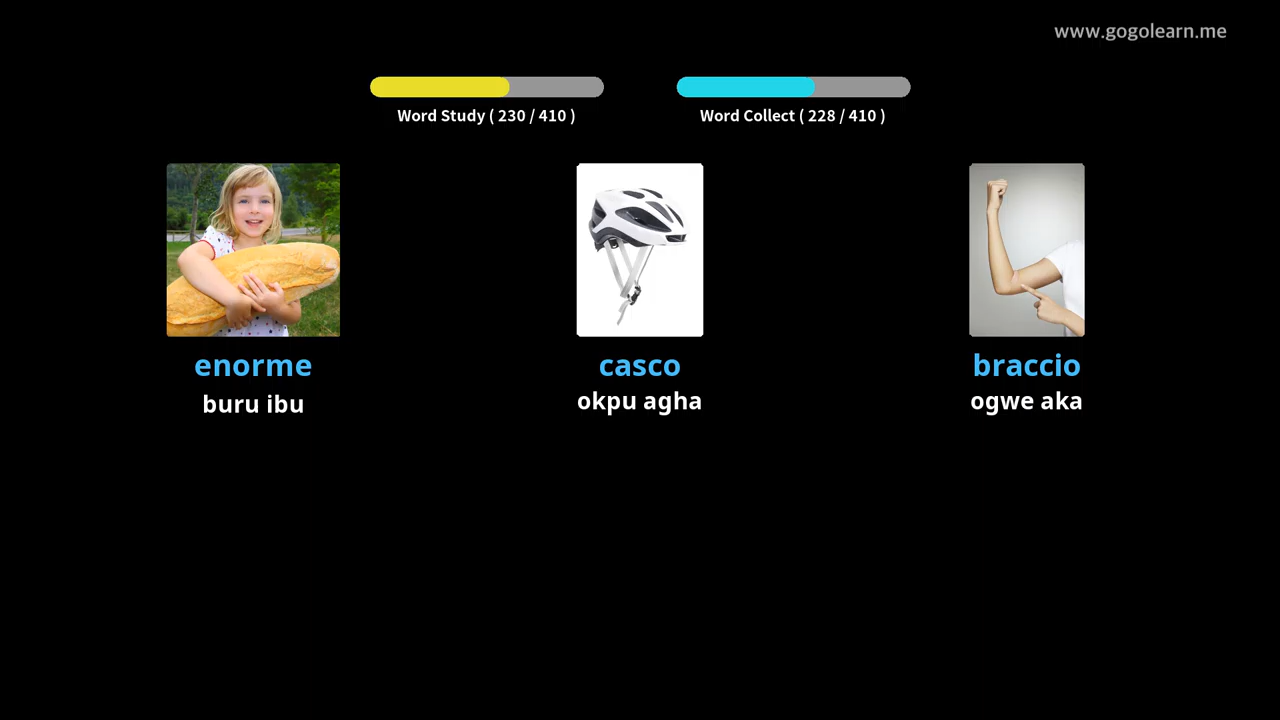 www.gogolearn.me
Word Study ( 230 / 410 )
Word Collect ( 228 / 410 )
enorme
buru ibu
casco
okpu agha
braccio
ogwe aka